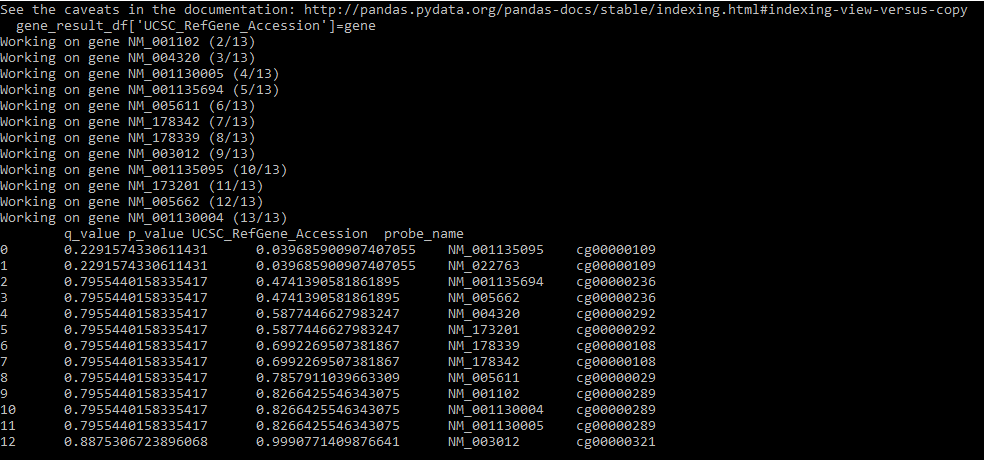 See the caveats in the documentation: http://pandas.pydata.org/pandas-docs/stable/indexing.html#indexing-view-versus-copy
  gene_result_df['UCSC_RefGene_Accession']=gene
Working on gene NM_001102 (2/13)
Working on gene NM_004320 (3/13)
Working on gene NM_001130005 (4/13)
Working on gene NM_001135694 (5/13)
Working on gene NM_005611 (6/13)
Working on gene NM_178342 (7/13)
Working on gene NM_178339 (8/13)
Working on gene NM_003012 (9/13)
Working on gene NM_001135095 (10/13)
Working on gene NM_173201 (11/13)
Working on gene NM_005662 (12/13)
Working on gene NM_001130004 (13/13)
        q_value p_value UCSC_RefGene_Accession  probe_name
0       0.2291574330611431      0.039685900907407055    NM_001135095    cg00000109
1       0.2291574330611431      0.039685900907407055    NM_022763       cg00000109
2       0.7955440158335417      0.4741390581861895      NM_001135694    cg00000236
3       0.7955440158335417      0.4741390581861895      NM_005662       cg00000236
4       0.7955440158335417      0.5877446627983247      NM_004320       cg00000292
5       0.7955440158335417      0.5877446627983247      NM_173201       cg00000292
6       0.7955440158335417      0.6992269507381867      NM_178339       cg00000108
7       0.7955440158335417      0.6992269507381867      NM_178342       cg00000108
8       0.7955440158335417      0.7857911039663309      NM_005611       cg00000029
9       0.7955440158335417      0.8266425546343075      NM_001102       cg00000289
10      0.7955440158335417      0.8266425546343075      NM_001130004    cg00000289
11      0.7955440158335417      0.8266425546343075      NM_001130005    cg00000289
12      0.8875306723896068      0.9990771409876641      NM_003012       cg00000321